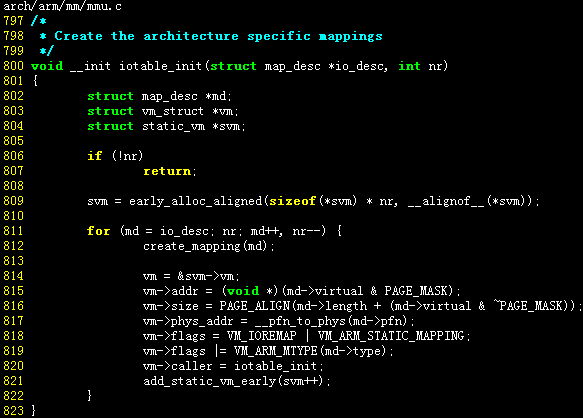 arch/arm/mm/mmu.c
797 /*
798  * Create the architecture specific mappings
799  */
800 void __init iotable_init(struct map_desc *io_desc, int nr)
801 {
802         struct map_desc *md;
803         struct vm_struct *vm;
804         struct static_vm *svm;
805
806         if (!nr)
807                 return;
808
809         svm = early_alloc_aligned(sizeof(*svm) * nr, __alignof__(*svm));
810
811         for (md = io_desc; nr; md++, nr--) {
812                 create_mapping(md);
813
814                 vm = &svm->vm;
815                 vm->addr = (void *)(md->virtual & PAGE_MASK);
816                 vm->size = PAGE_ALIGN(md->length + (md->virtual & ~PAGE_MASK));
817                 vm->phys_addr = __pfn_to_phys(md->pfn);
818                 vm->flags = VM_IOREMAP | VM_ARM_STATIC_MAPPING;
819                 vm->flags |= VM_ARM_MTYPE(md->type);
820                 vm->caller = iotable_init;
821                 add_static_vm_early(svm++);
822         }
823 }